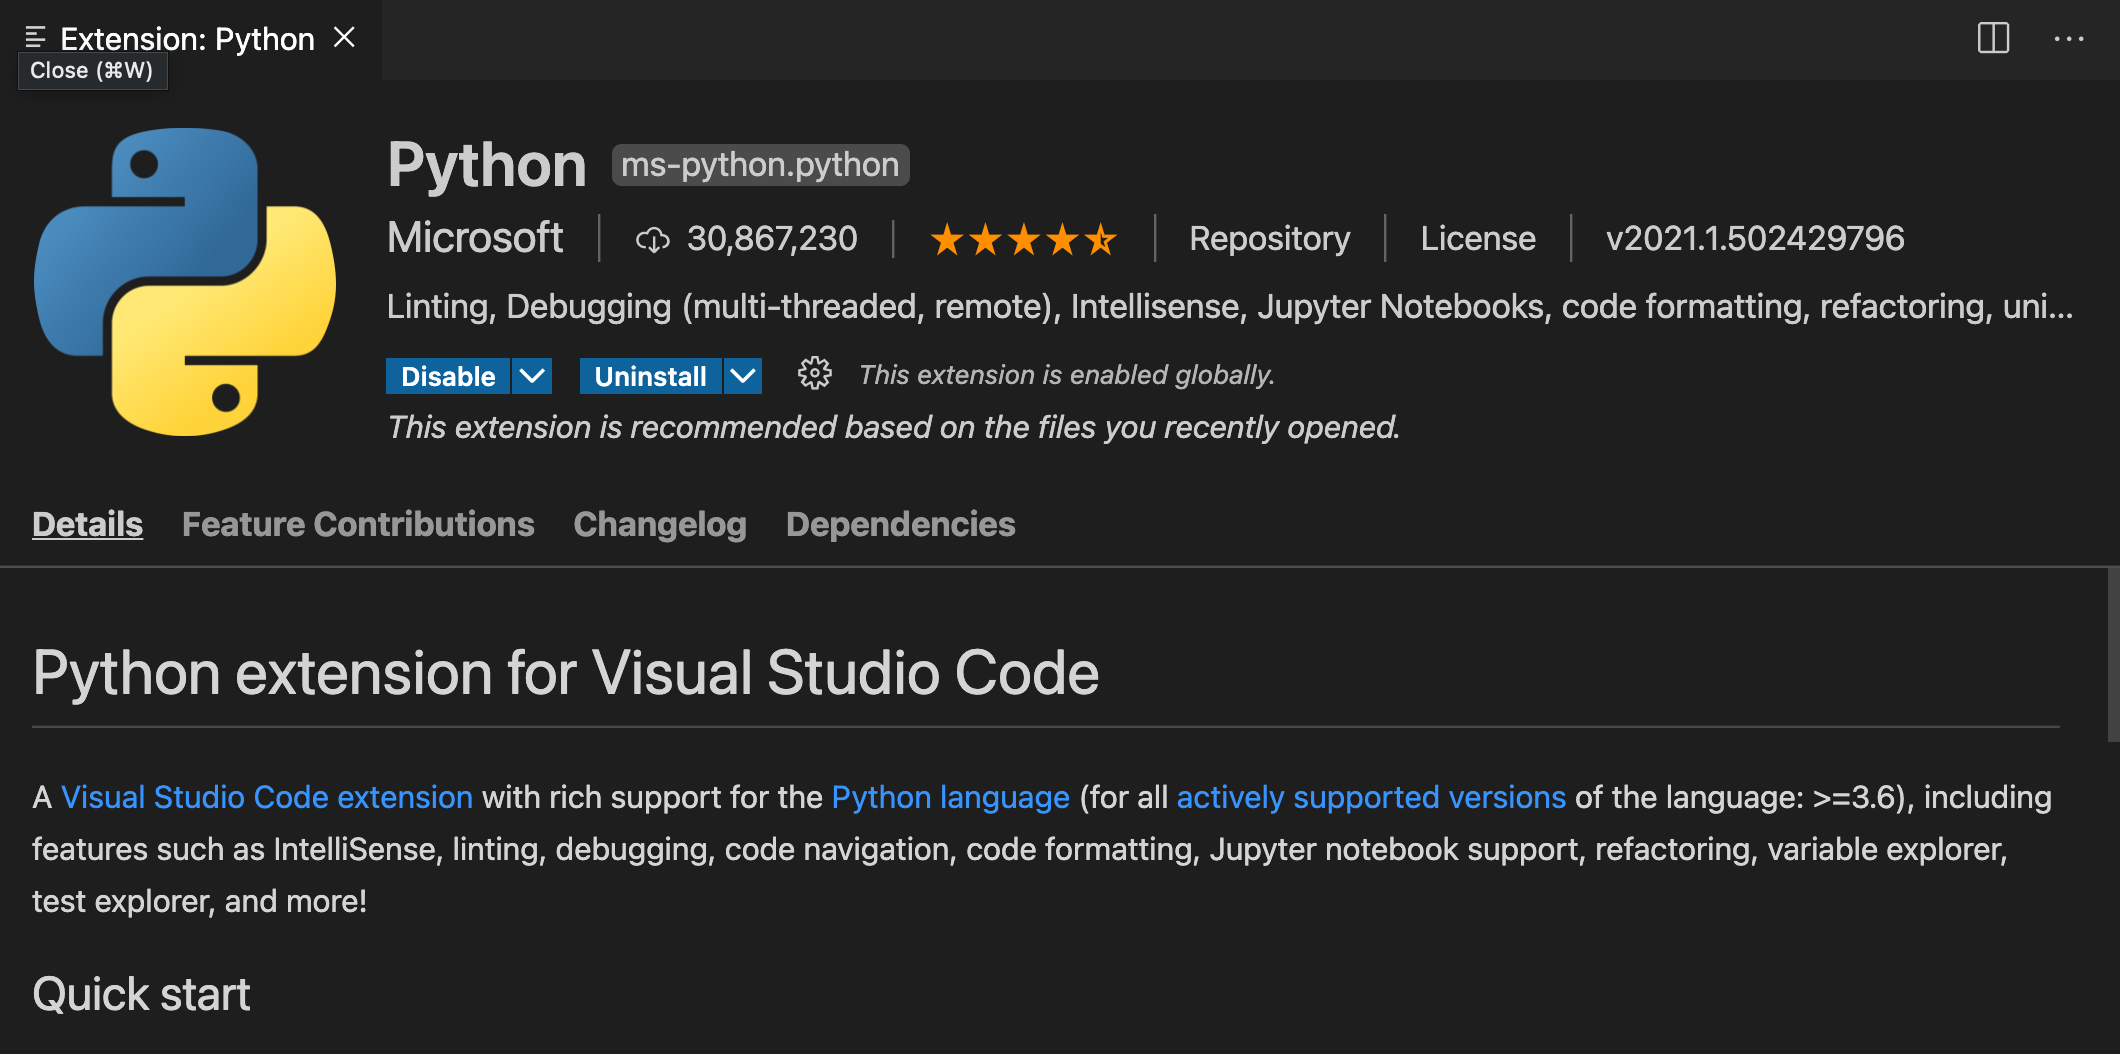 Extension: Python
Close (⌘W)
Python ms-python.python
Microsoft 30,867,230 Repository License v2021.1.502429796
Linting, Debugging (multi-threaded, remote), Intellisense, Jupyter Notebooks, code formatting, refactoring, uni...
Disable Uninstall This extension is enabled globally.
This extension is recommended based on the files you recently opened.
Details Feature Contributions Changelog Dependencies
Python extension for Visual Studio Code
A Visual Studio Code extension with rich support for the Python language (for all actively supported versions of the language: >=3.6), including
features such as IntelliSense, linting, debugging, code navigation, code formatting, Jupyter notebook support, refactoring, variable explorer,
test explorer, and more!
Quick start